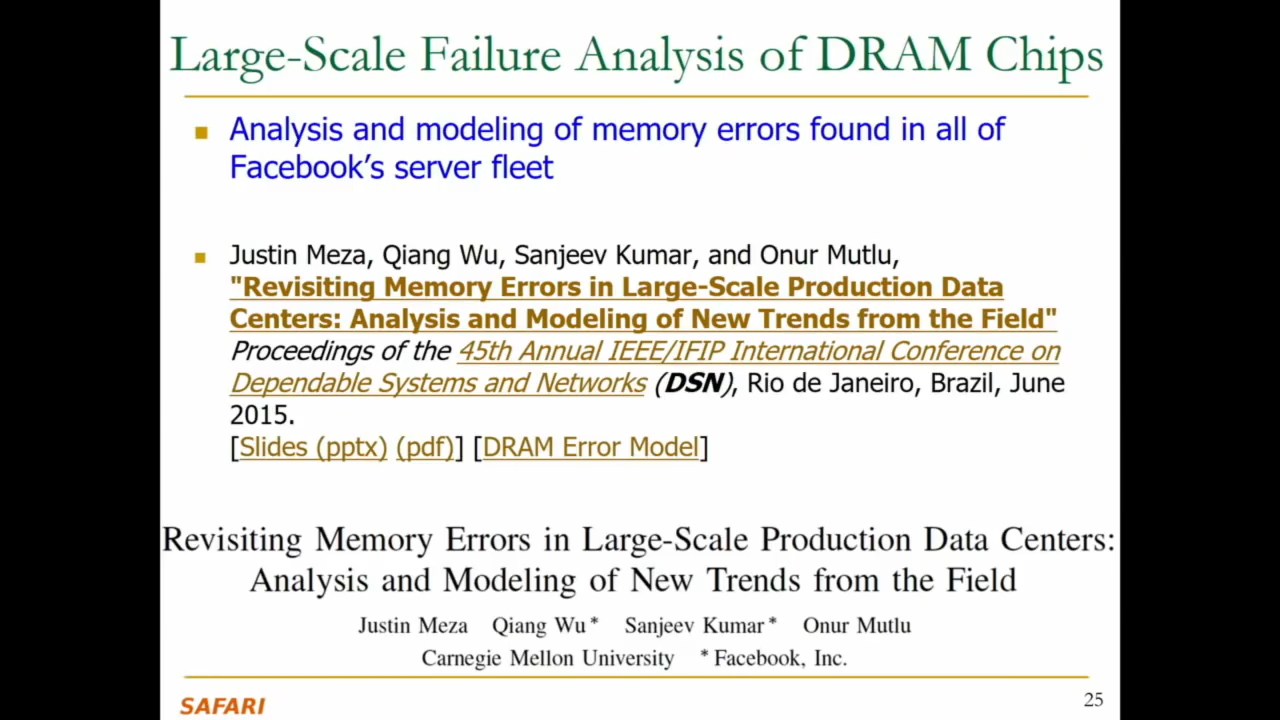 Large-Scale Failure Analysis of DRAM Chips
Analysis and modeling of memory errors found in all of
Facebook’s server fleet
Justin Meza, Qiang Wu, Sanjeev Kumar, and Onur Mutlu,
"Revisiting Memory Errors in Large-Scale Production Data
Centers: Analysis and Modeling of New Trends from the Field"
Proceedings of the 45th Annual IEEE/IFIP International Conference on
Dependable Systems and Networks (DSN), Rio de Janeiro, Brazil, June
2015.
[Slides (pptx) (pdf)] [DRAM Error Model]
Revisiting Memory Errors in Large-Scale Production Data Centers:
Analysis and Modeling of New Trends from the Field
Justin Meza Qiang Wu* Sanjeev Kumar* Onur Mutlu
Carnegie Mellon University * Facebook, Inc.
SAFARI
25